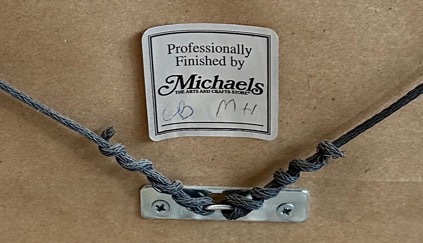 Professionally
Finished by
Michaels
THE ARTS AND CRAFTS STORE
MH